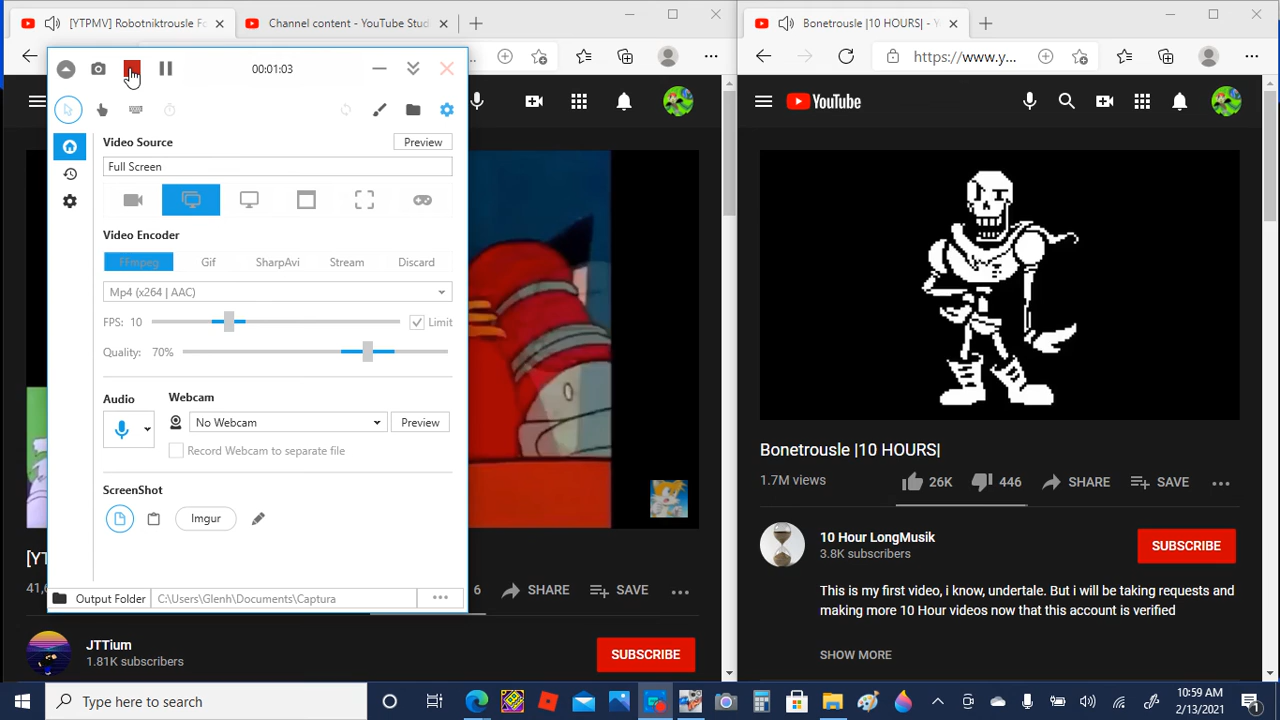 [YTPMV] Robotniktrousle Fo
Channel content - YouTube Stud
Bonetrousle |10 HOURS| - Y
https://www.y...
00:01:03
YouTube
Video Source
Preview
Full Screen
Video Encoder
FFmpeg Gif SharpAvi Stream Discard
Mp4 (x264 | AAC)
FPS: 10
Limit
Quality: 70%
Audio
Webcam
No Webcam
Preview
Record Webcam to separate file
ScreenShot
Imgur
Output Folder
C:\Users\Glenh\Documents\Captura
[YT
41,6
6
SHARE
SAVE
JTTium
1.81K subscribers
SUBSCRIBE
Bonetrousle |10 HOURS|
1.7M views
26K
446
SHARE
SAVE
10 Hour LongMusik
3.8K subscribers
SUBSCRIBE
This is my first video, i know, undertale. But i will be taking requests and
making more 10 Hour videos now that this account is verified
SHOW MORE
Type here to search
10:59 AM
2/13/2021
1